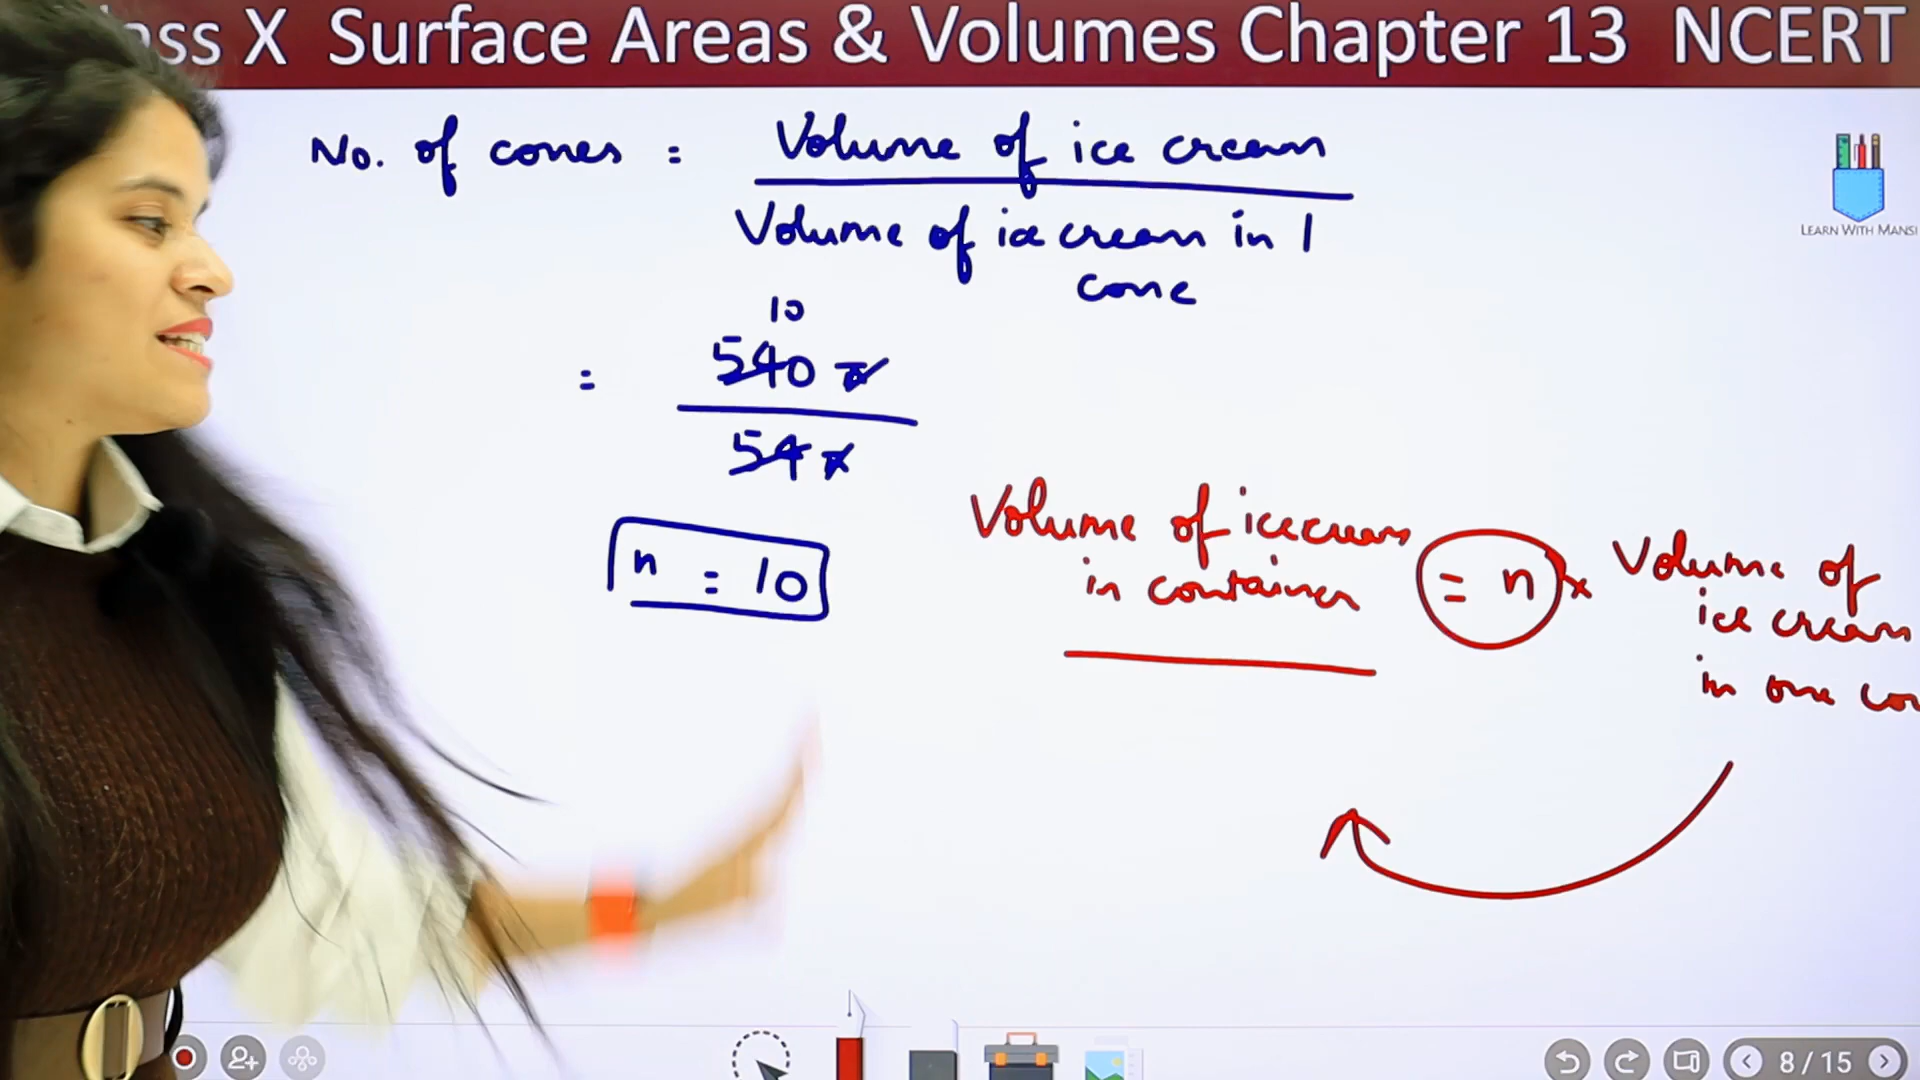 ass X Surface Areas & Volumes Chapter 13 NCERT
No. of cones = Volume of ice cream
Volume of ice cream in 1
cone
LEARN WITH MANSI
10
= 540 π
54 π
n = 10
Volume of icecream
in container
= n × Volume of
ice cream
in one co
8 / 15